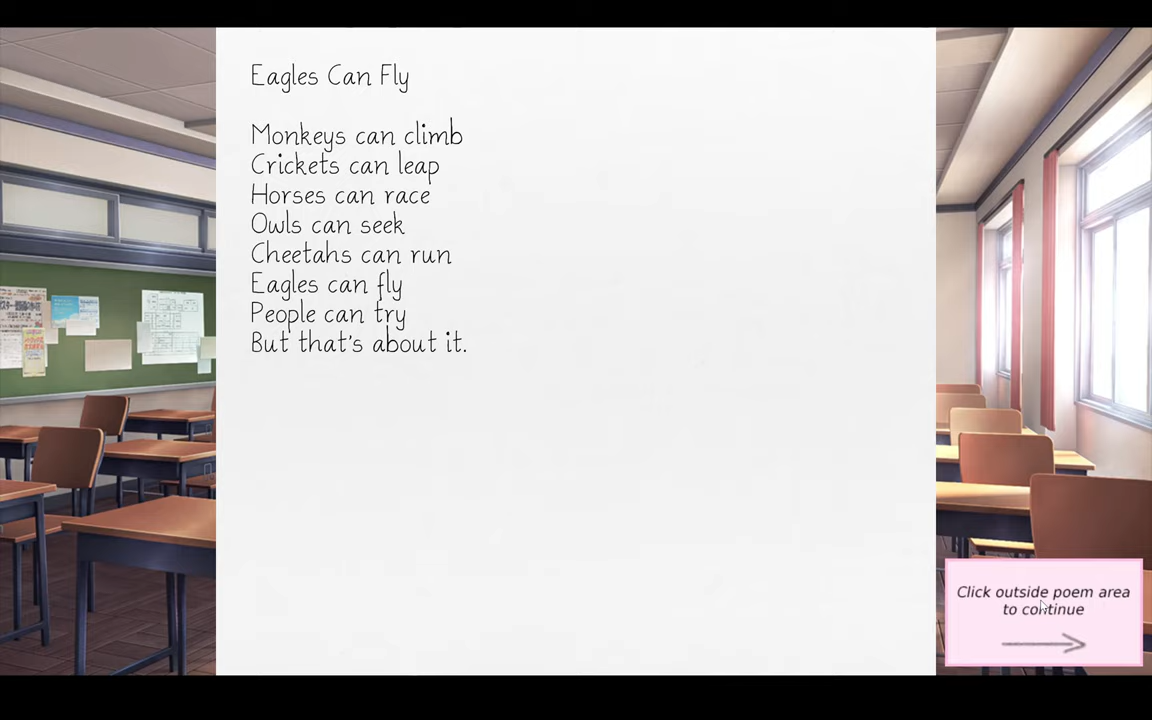 Eagles Can Fly
Monkeys can climb
Crickets can leap
Horses can race
Owls can seek
Cheetahs can run
Eagles can fly
People can try
But that's about it.
Click outside poem area
to continue